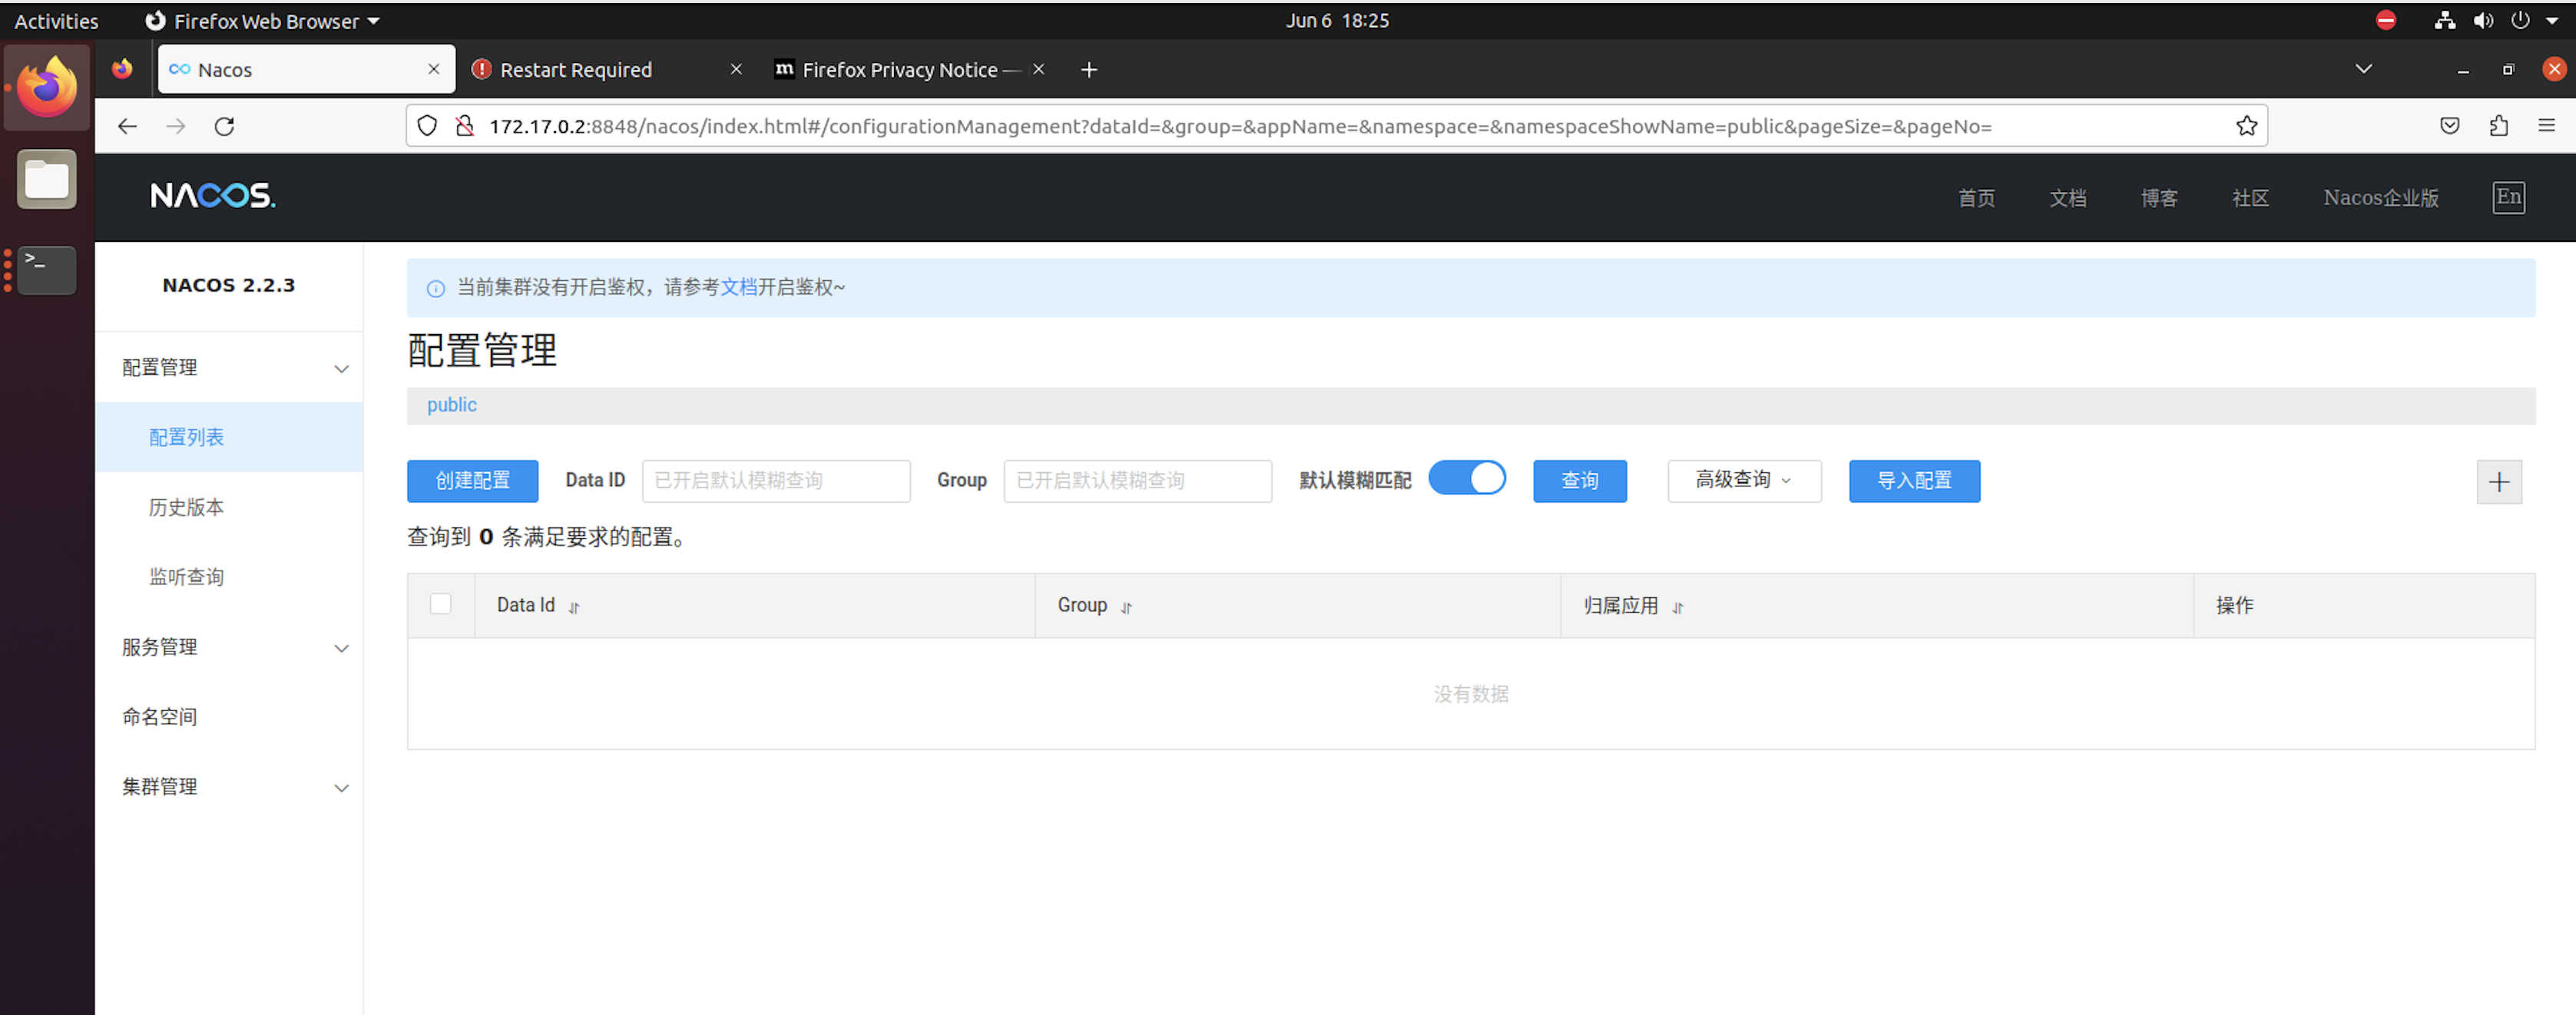 Activities Firefox Web Browser Jun 6 18:25
Nacos Restart Required Firefox Privacy Notice —
172.17.0.2:8848/nacos/index.html#/configurationManagement?dataId=&group=&appName=&namespace=&namespaceShowName=public&pageSize=&pageNo=
NACOS. 首页 文档 博客 社区 Nacos企业版 En
NACOS 2.2.3
当前集群没有开启鉴权，请参考文档开启鉴权~
配置管理
配置管理
public
配置列表
创建配置 Data ID 已开启默认模糊查询 Group 已开启默认模糊查询 默认模糊匹配 查询 高级查询 导入配置
历史版本
查询到 0 条满足要求的配置。
监听查询
Data Id Group 归属应用 操作
服务管理
没有数据
命名空间
集群管理